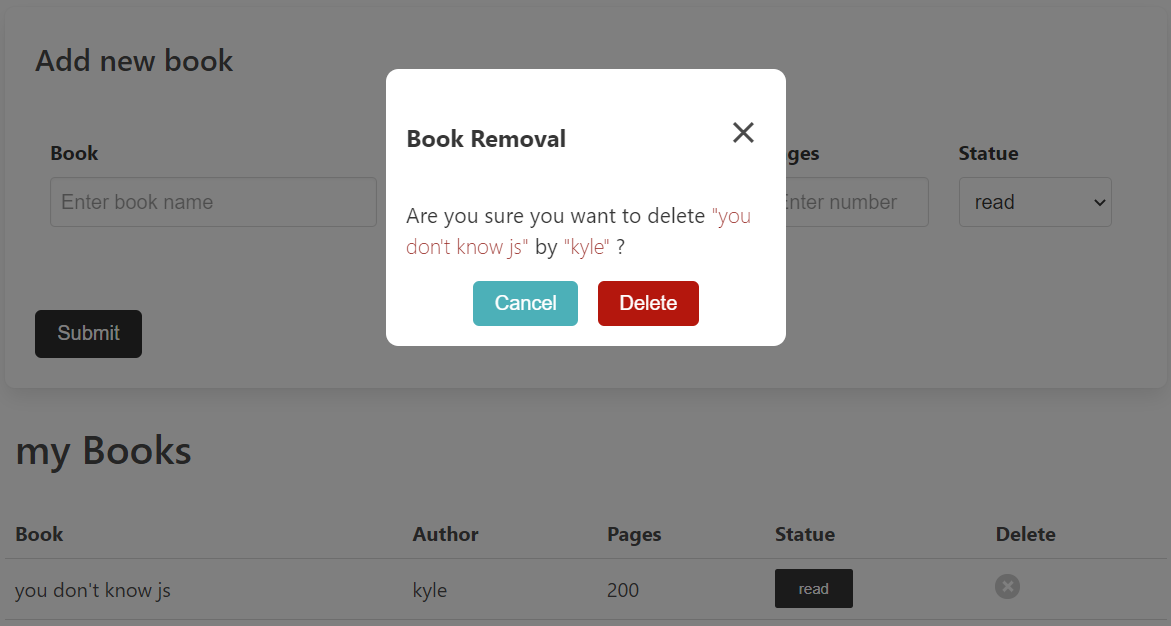 Add new book
Book Removal
Book
ges
Statue
Enter book name
nter number
read
Are you sure you want to delete "you
don't know js" by "kyle" ?
Cancel
Delete
Submit
my Books
Book Author Pages Statue Delete
you don't know js kyle 200 read